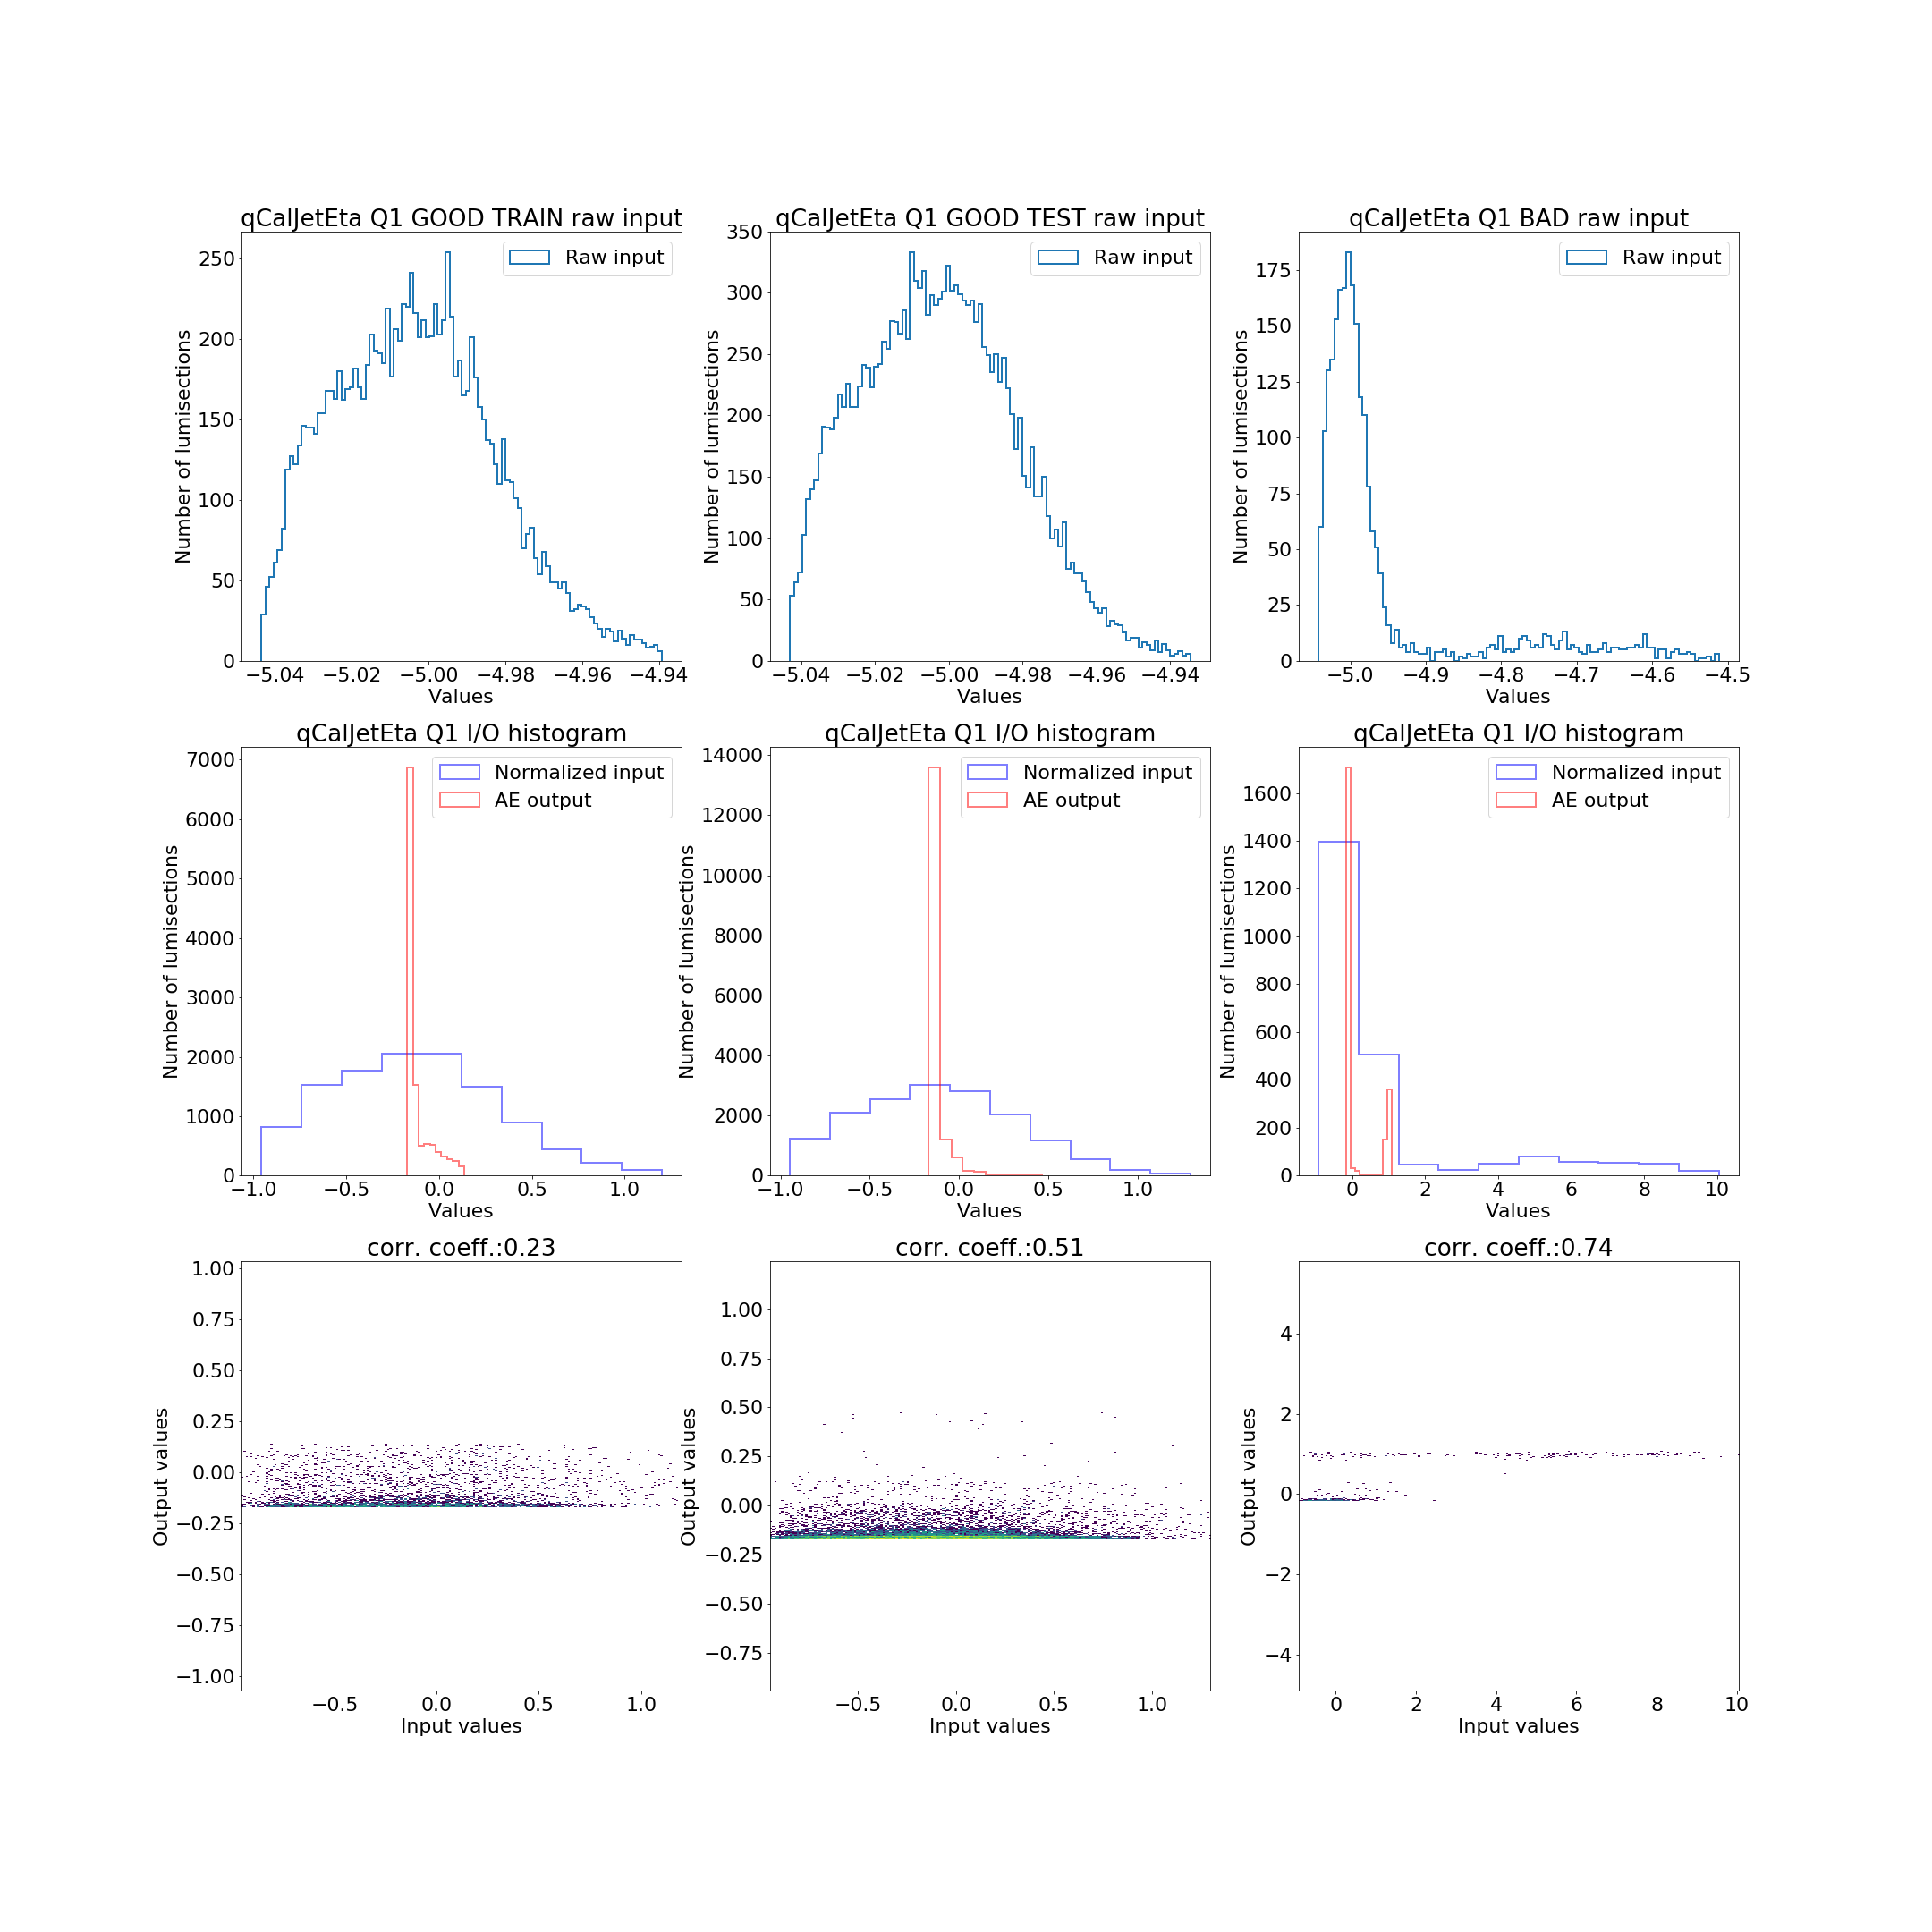 qCalJetEta Q1 GOOD TRAIN raw input
Raw input
250
200
150
100
50
0
Number of lumisections
−5.04 −5.02 −5.00 −4.98 −4.96 −4.94
Values
qCalJetEta Q1 GOOD TEST raw input
Raw input
350
300
250
200
150
100
50
0
Number of lumisections
−5.04 −5.02 −5.00 −4.98 −4.96 −4.94
Values
qCalJetEta Q1 BAD raw input
Raw input
175
150
125
100
75
50
25
0
Number of lumisections
−5.0 −4.9 −4.8 −4.7 −4.6 −4.5
Values
qCalJetEta Q1 I/O histogram
Normalized input
AE output
7000
6000
5000
4000
3000
2000
1000
0
Number of lumisections
−1.0 −0.5 0.0 0.5 1.0
Values
qCalJetEta Q1 I/O histogram
Normalized input
AE output
14000
12000
10000
8000
6000
4000
2000
0
Number of lumisections
−1.0 −0.5 0.0 0.5 1.0
Values
qCalJetEta Q1 I/O histogram
Normalized input
AE output
1600
1400
1200
1000
800
600
400
200
0
Number of lumisections
0 2 4 6 8 10
Values
corr. coeff.:0.23
1.00
0.75
0.50
0.25
0.00
−0.25
−0.50
−0.75
−1.00
Output values
−0.5 0.0 0.5 1.0
Input values
corr. coeff.:0.51
1.00
0.75
0.50
0.25
0.00
−0.25
−0.50
−0.75
Output values
−0.5 0.0 0.5 1.0
Input values
corr. coeff.:0.74
4
2
0
−2
−4
Output values
0 2 4 6 8 10
Input values